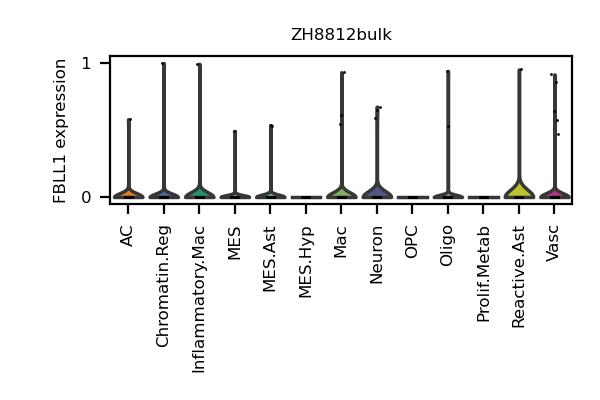 ZH8812bulk
FBLL1 expression
1
0
AC
Chromatin.Reg
Inflammatory.Mac
MES
MES.Ast
MES.Hyp
Mac
Neuron
OPC
Oligo
Prolif.Metab
Reactive.Ast
Vasc